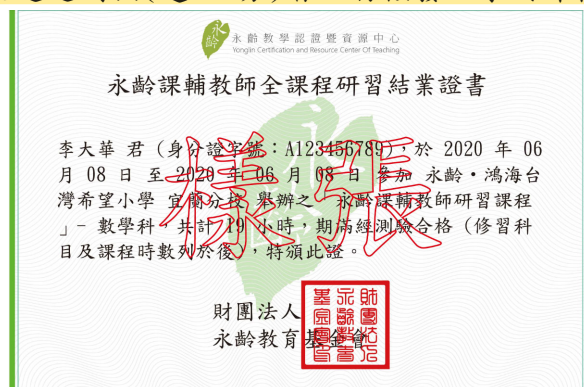 永齡教學認證暨資源中心
Yonglin Certification and Resource Center Of Teaching
永齡課輔教師全課程研習結業證書
李大華 君（身分證字號：A123456789），於 2020 年 06
月 08 日 至 2020 年 06 月 08 日 參加 永齡・鴻海台
灣希望小學 宜蘭分校 舉辦之 「永齡課輔教師研習課程
」- 數學科，共計 19 小時，期滿經測驗合格（修習科
目及課程時數列於後），特頒此證。
樣張
財團法人
永齡教育基金會